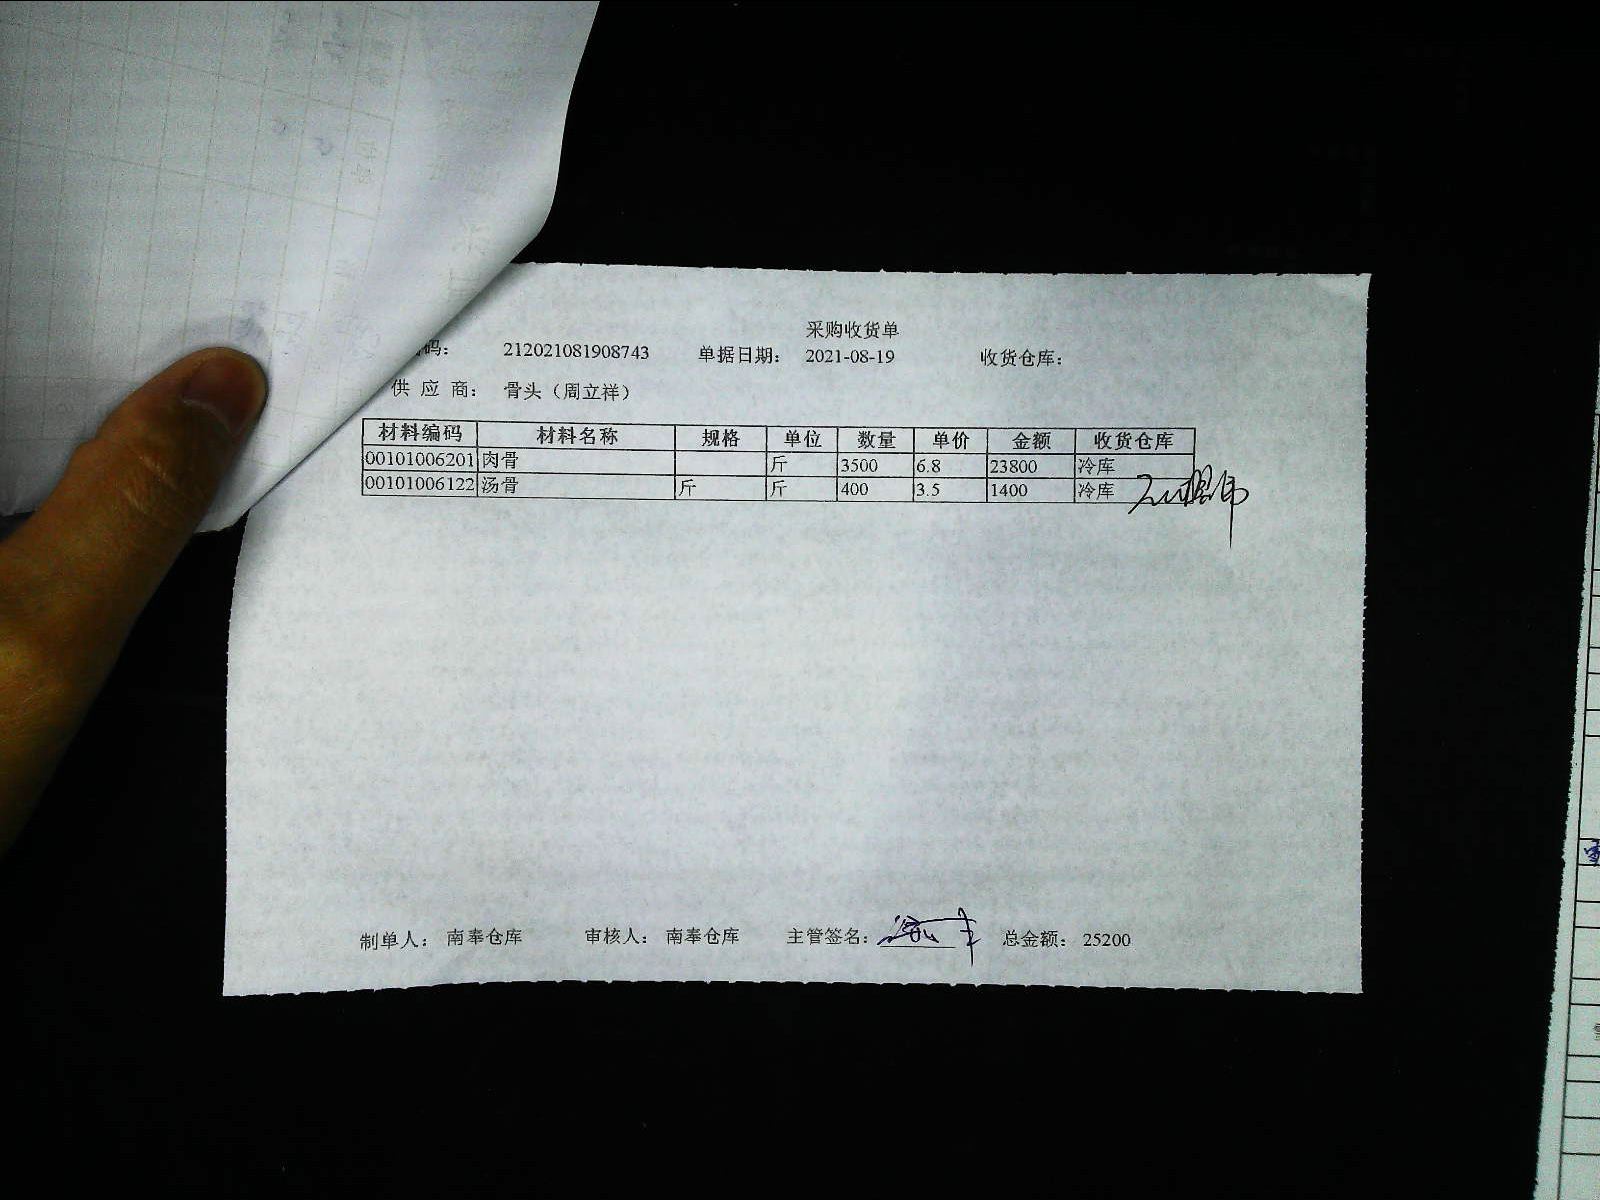 采购收货单
码： 212021081908743 单据日期： 2021-08-19 收货仓库：
供 应 商： 骨头（周立祥）
材料编码 材料名称 规格 单位 数量 单价 金额 收货仓库
00101006201 肉骨 斤 3500 6.8 23800 冷库
00101006122 汤骨 斤 斤 400 3.5 1400 冷库
制单人： 南奉仓库 审核人： 南奉仓库 主管签名： 总金额： 25200